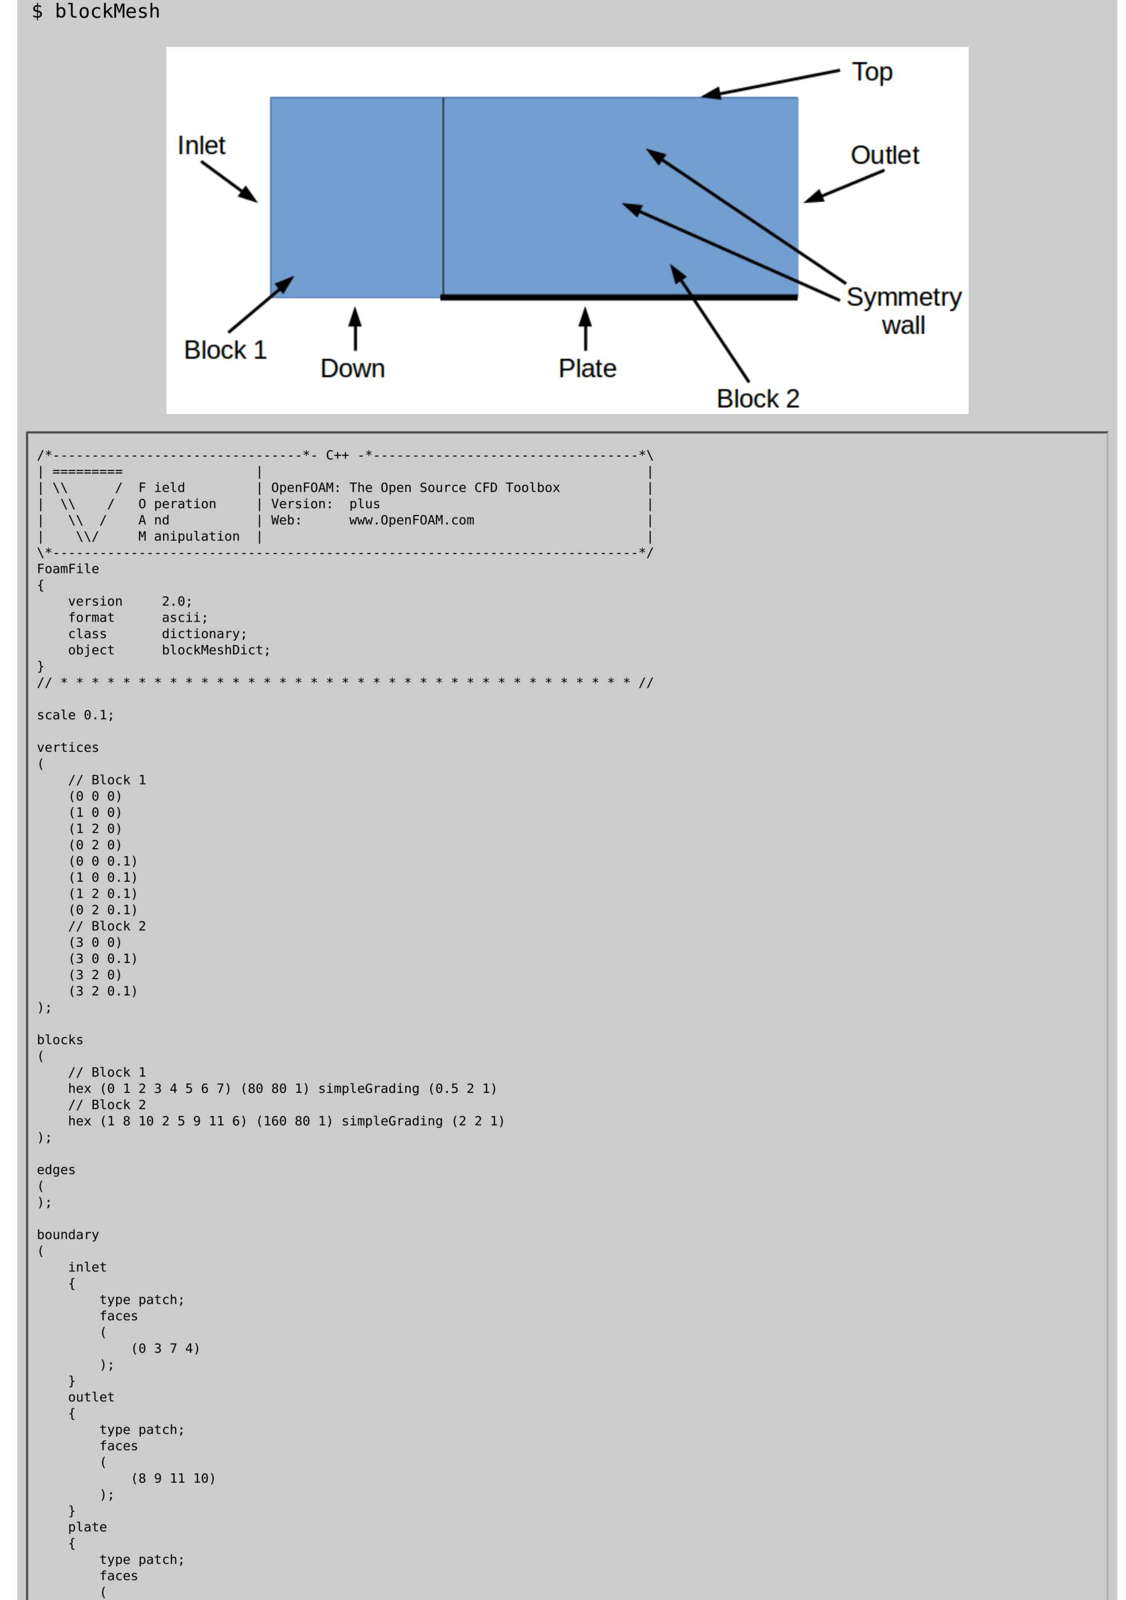 $ blockMesh
Top
Inlet
Outlet
Symmetry
wall
Block 1
Down
Plate
Block 2
/*--------------------------------*- C++ -*----------------------------------*\
| =========                 |                                                 |
| \\      /  F ield         | OpenFOAM: The Open Source CFD Toolbox           |
|  \\    /   O peration     | Version:  plus                                  |
|   \\  /    A nd           | Web:      www.OpenFOAM.com                      |
|    \\/     M anipulation  |                                                 |
\*---------------------------------------------------------------------------*/
FoamFile
{
    version     2.0;
    format      ascii;
    class       dictionary;
    object      blockMeshDict;
}
// * * * * * * * * * * * * * * * * * * * * * * * * * * * * * * * * * * * * * //
scale 0.1;
vertices
(
    // Block 1
    (0 0 0)
    (1 0 0)
    (1 2 0)
    (0 2 0)
    (0 0 0.1)
    (1 0 0.1)
    (1 2 0.1)
    (0 2 0.1)
    // Block 2
    (3 0 0)
    (3 0 0.1)
    (3 2 0)
    (3 2 0.1)
);
blocks
(
    // Block 1
    hex (0 1 2 3 4 5 6 7) (80 80 1) simpleGrading (0.5 2 1)
    // Block 2
    hex (1 8 10 2 5 9 11 6) (160 80 1) simpleGrading (2 2 1)
);
edges
(
);
boundary
(
    inlet
    {
        type patch;
        faces
        (
            (0 3 7 4)
        );
    }
    outlet
    {
        type patch;
        faces
        (
            (8 9 11 10)
        );
    }
    plate
    {
        type patch;
        faces
        (